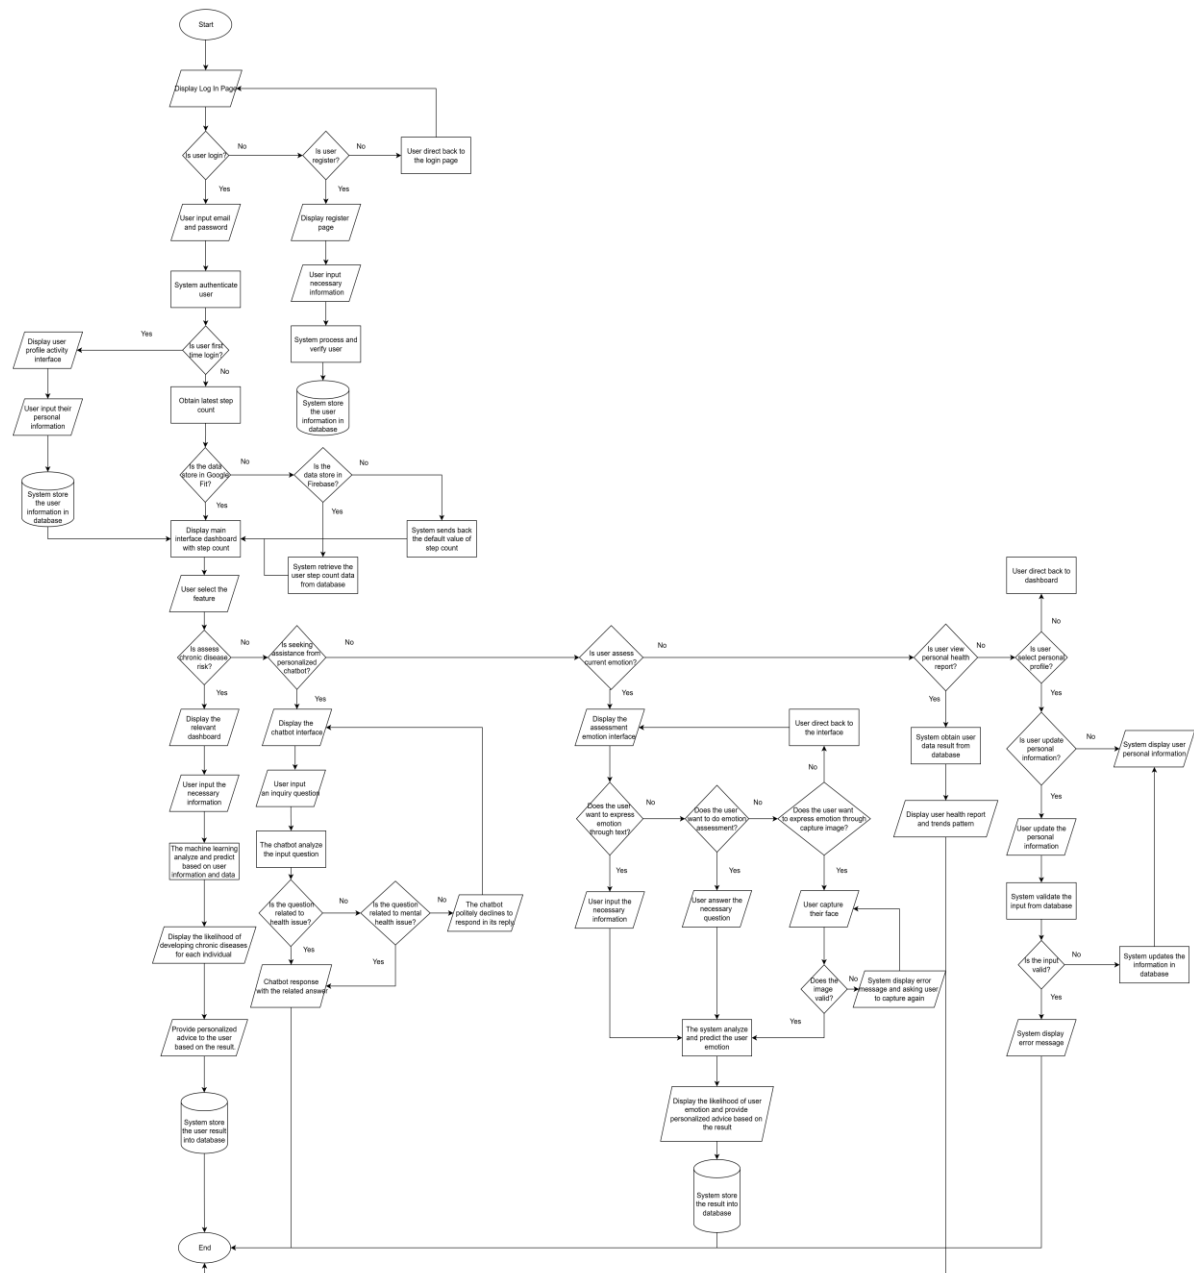 Start
Display Log In Page
Is user login?
No
Is user
register?
No
User direct back to
the login page
Yes
Yes
User input email
and password
Display register
page
System authenticate
user
User input
necessary
information
Yes
Display user
profile activity
interface
Is user first
time login?
System process and
verify user
No
Obtain latest step
count
User input their
personal
information
System store
the user
information in
database
Is the data
store in Google
Fit?
No
Is the
data store in
Firebase?
No
System store
the user
information in
database
Yes
Yes
Display main
interface dashboard
with step count
System sends back
the default value of
step count
System retrieve the
user step count data
from database
User direct back to
dashboard
User select the
feature
No
Is assess
chronic disease
risk?
No
Is seeking
assistance from
personalized
chatbot?
No
Is user assess
current emotion?
No
Is user view
personal health
report?
No
Is user
select personal
profile?
Yes
Yes
Yes
Yes
Yes
Display the
relevant
dashboard
Display the
chatbot interface
Display the
assessment
emotion interface
User direct back to
the interface
System obtain user
data result from
database
Is user update
personal
information?
No
System display user
personal information
User input the
necessary
information
User input
an inquiry question
No
Does the user
want to express
emotion
through text?
No
Does the user
want to do emotion
assessment?
No
Does the user want
to express emotion through
capture image?
Display user health report
and trends pattern
Yes
User update the
personal
information
The machine learning
analyze and predict
based on user
information and data
The chatbot analyze
the input question
Yes
Yes
Yes
Is the question
related to
health issue?
No
Is the question
related to mental
health issue?
No
The chatbot
politely declines to
respond in its reply
User input the
necessary
information
User answer the
necessary
question
User capture
their face
System validate the
input from database
Display the likelihood of
developing chronic diseases
for each individual
Yes
Yes
Is the input
valid?
No
System updates the
information in
database
Chatbot response
with the related answer
Does the
image
valid?
No
System display error
message and asking user
to capture again
Yes
Yes
Provide personalized
advice to the user
based on the result.
The system analyze
and predict the user
emotion
System display
error message
System store
the user result
into database
Display the likelihood of user
emotion and provide
personalized advice based on
the result
System store
the result into
database
End